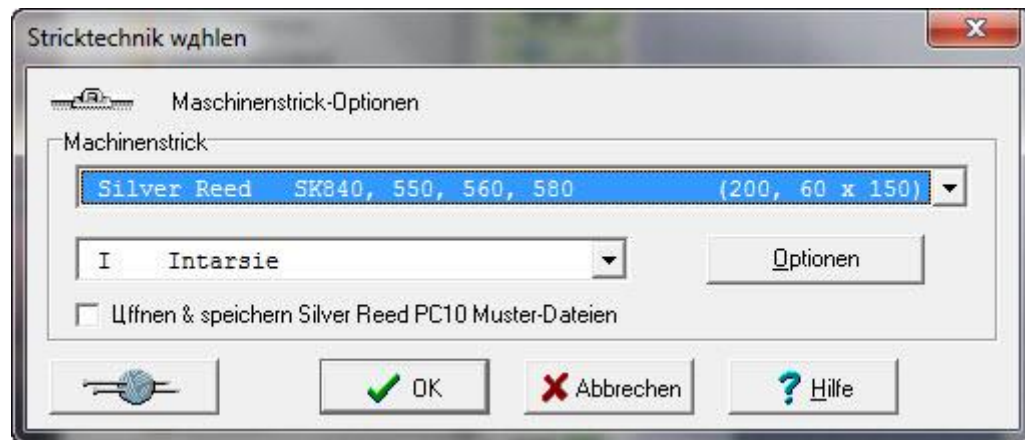 Stricktechnik wдhlen
Maschinenstrick-Optionen
Machinenstrick
Silver Reed SK840, 550, 560, 580 (200, 60 x 150)
I Intarsie
Optionen
Цffnen & speichern Silver Reed PC10 Muster-Dateien
OK
Abbrechen
Hilfe